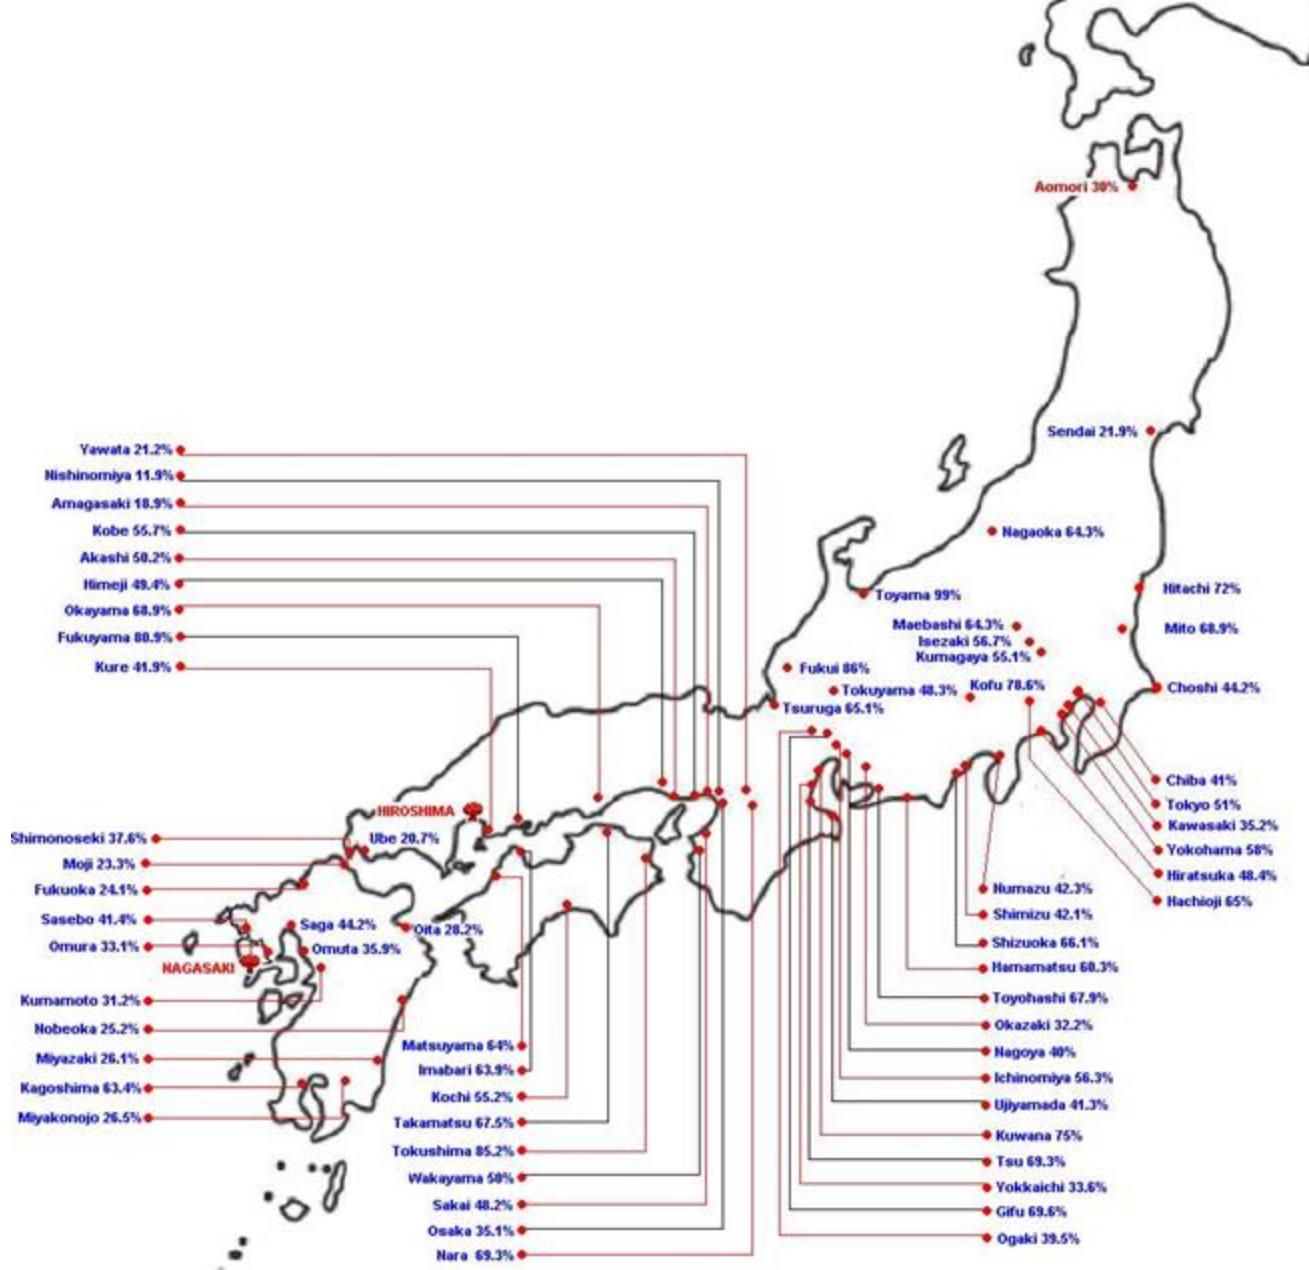 Aomori 30%
Sendai 21.9%
Yawata 21.2%
Nishinomiya 11.9%
Amagasaki 18.9%
Kobe 55.7%
Akashi 50.2%
Himeji 49.4%
Okayama 68.9%
Fukuyama 80.9%
Kure 41.9%
Nagaoka 64.3%
Toyama 99%
Hitachi 72%
Maebashi 64.3%
Mito 68.9%
Isezaki 56.7%
Kumagaya 55.1%
Fukui 86%
Tokuyama 48.3%
Kofu 78.6%
Choshi 44.2%
Tsuruga 65.1%
Chiba 41%
Tokyo 51%
Kawasaki 35.2%
Yokohama 58%
Hiratsuka 48.4%
Hachioji 65%
HIROSHIMA
Ube 20.7%
Shimonoseki 37.6%
Moji 23.3%
Fukuoka 24.1%
Sasebo 41.4%
Saga 44.2%
Oita 28.2%
Omura 33.1%
Omuta 35.9%
NAGASAKI
Kumamoto 31.2%
Nobeoka 25.2%
Miyazaki 26.1%
Kagoshima 63.4%
Miyakonojo 26.5%
Matsuyama 64%
Imabari 63.9%
Kochi 55.2%
Takamatsu 67.5%
Tokushima 85.2%
Wakayama 50%
Sakai 48.2%
Osaka 35.1%
Nara 69.3%
Numazu 42.3%
Shimizu 42.1%
Shizuoka 66.1%
Hamamatsu 60.3%
Toyohashi 67.9%
Okazaki 32.2%
Nagoya 40%
Ichinomiya 56.3%
Ujiyamada 41.3%
Kuwana 75%
Tsu 69.3%
Yokkaichi 33.6%
Gifu 69.6%
Ogaki 39.5%